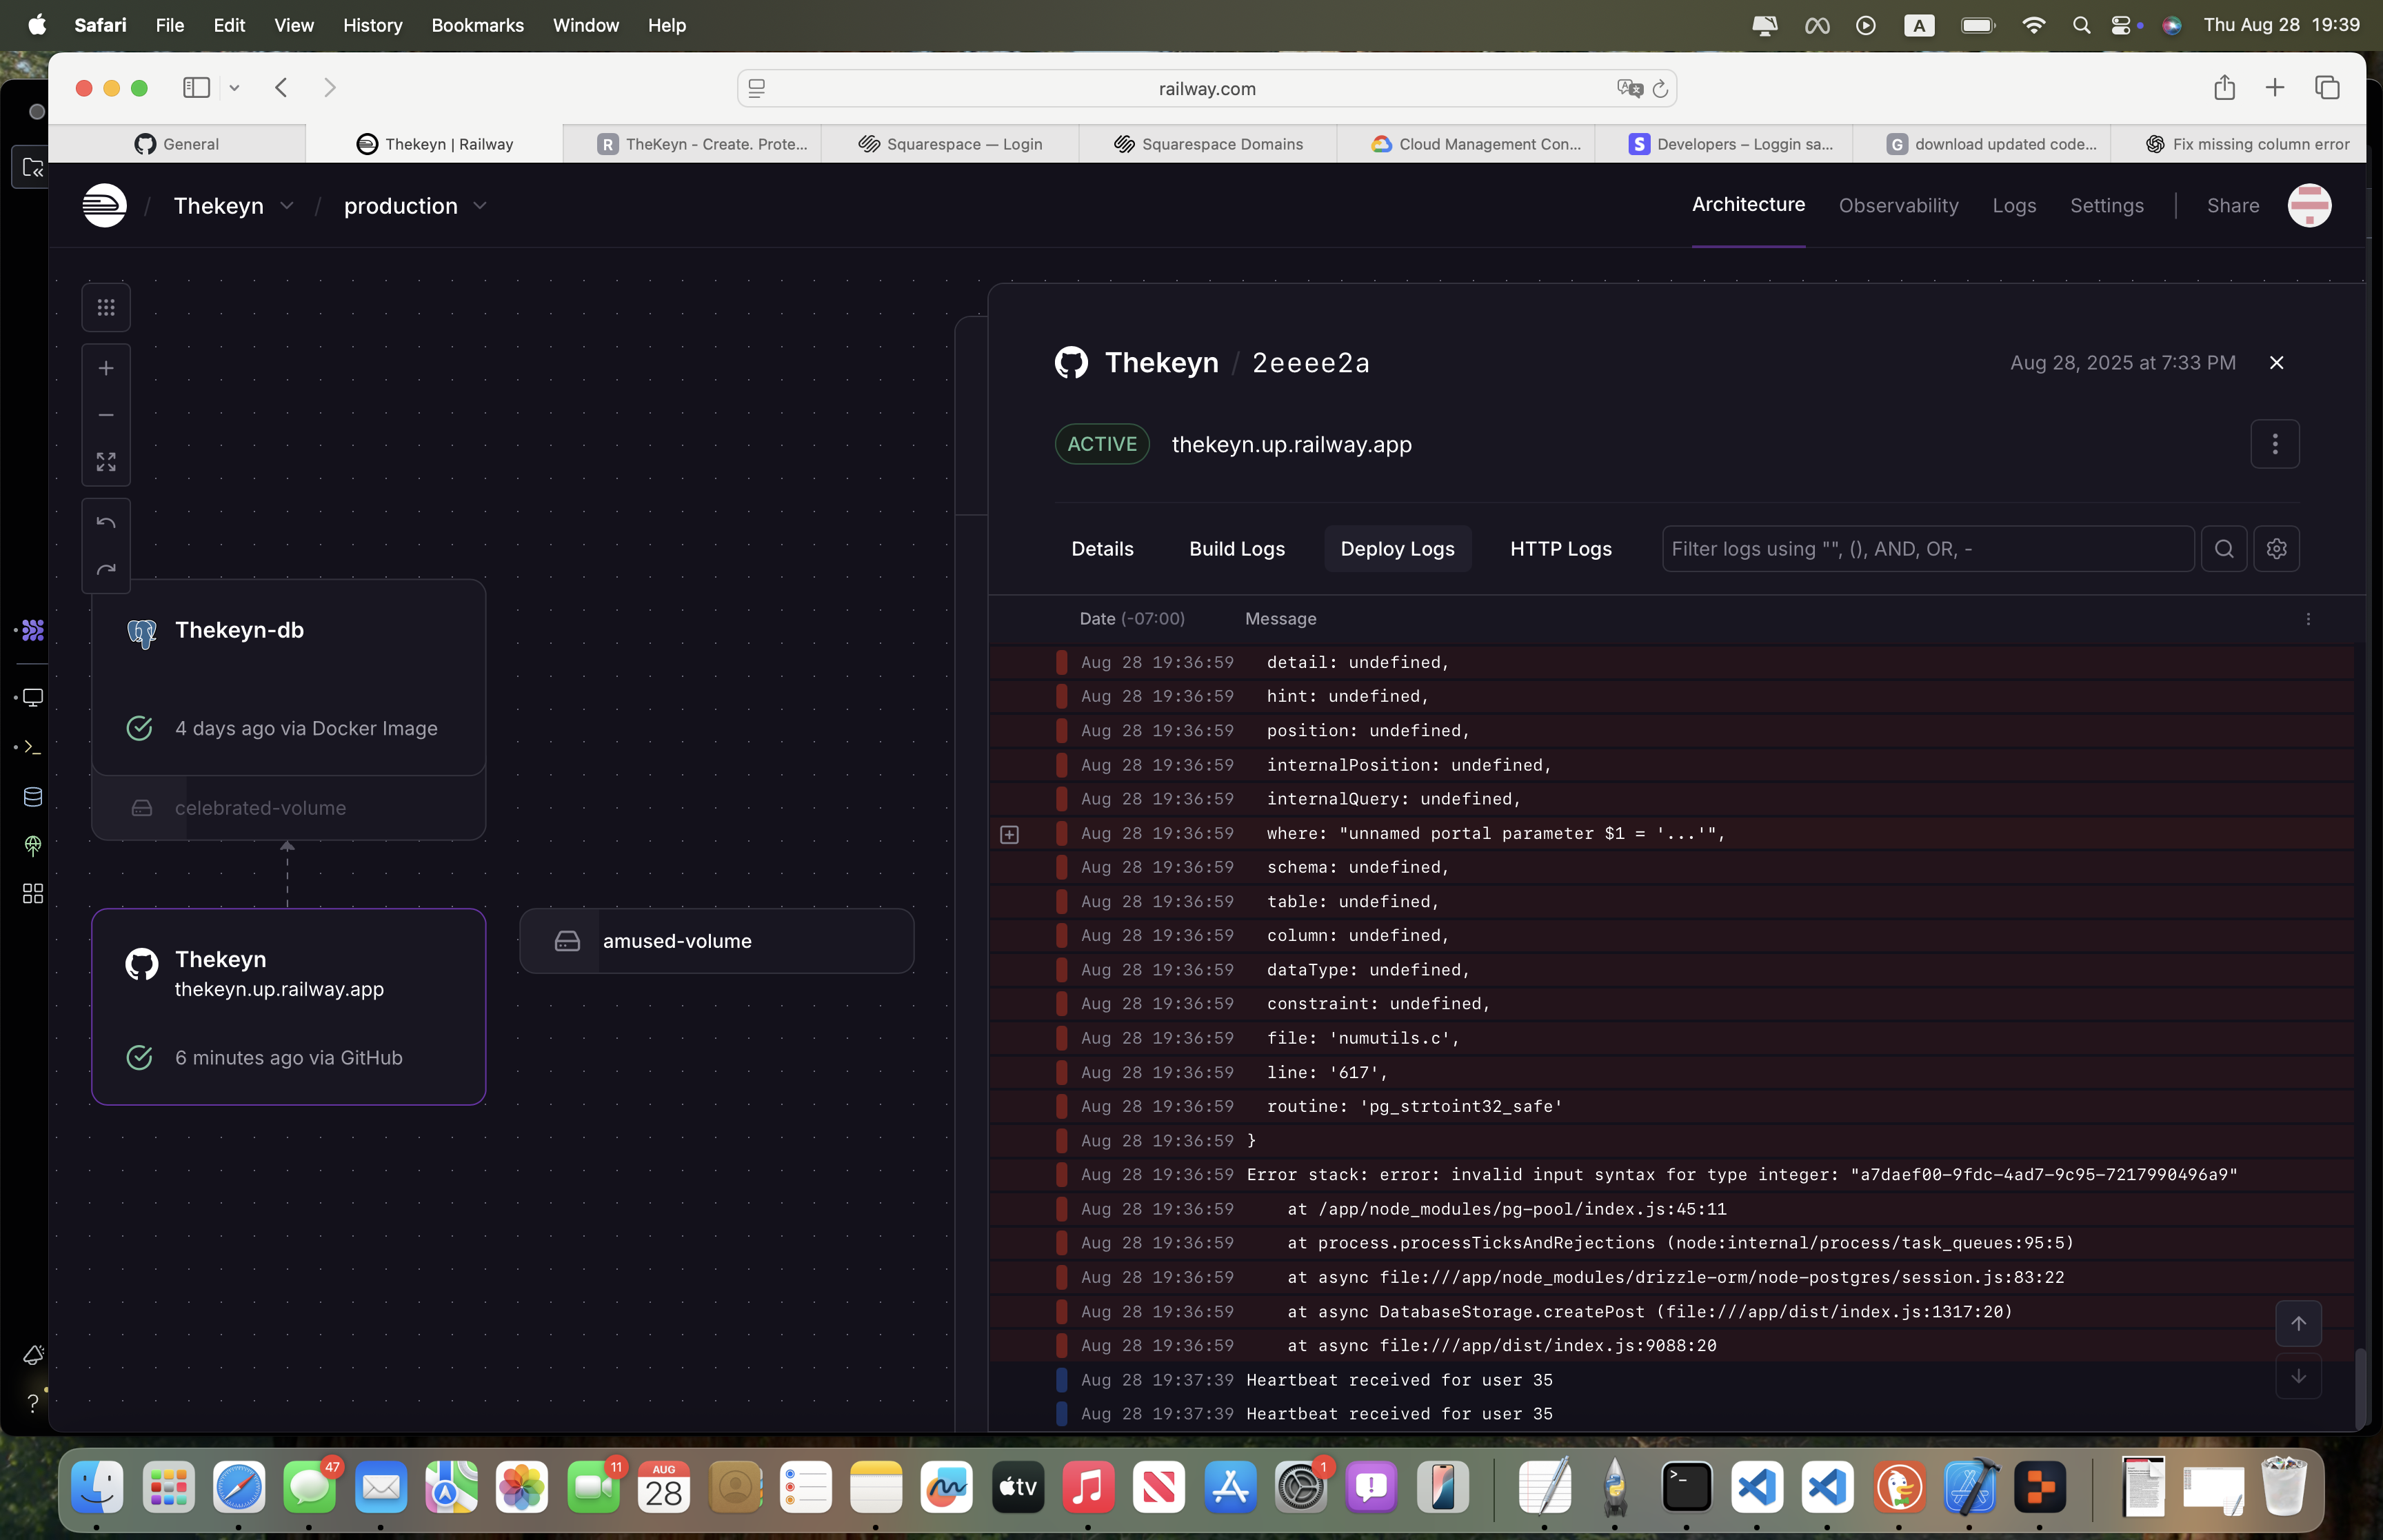 Safari File Edit View History Bookmarks Window Help
A
Thu Aug 28 19:39
railway.com
General
Thekeyn | Railway
R TheKeyn - Create. Prote...
Squarespace — Login
Squarespace Domains
Cloud Management Con...
S Developers – Loggin sa...
G download updated code...
Fix missing column error
/ Thekeyn / production
Architecture Observability Logs Settings Share
Thekeyn / 2eeee2a
Aug 28, 2025 at 7:33 PM
ACTIVE thekeyn.up.railway.app
Details Build Logs Deploy Logs HTTP Logs
Filter logs using "", (), AND, OR, -
Date (-07:00) Message
Aug 28 19:36:59 detail: undefined,
Aug 28 19:36:59 hint: undefined,
Aug 28 19:36:59 position: undefined,
Aug 28 19:36:59 internalPosition: undefined,
Aug 28 19:36:59 internalQuery: undefined,
Aug 28 19:36:59 where: "unnamed portal parameter $1 = '...'",
Aug 28 19:36:59 schema: undefined,
Aug 28 19:36:59 table: undefined,
Aug 28 19:36:59 column: undefined,
Aug 28 19:36:59 dataType: undefined,
Aug 28 19:36:59 constraint: undefined,
Aug 28 19:36:59 file: 'numutils.c',
Aug 28 19:36:59 line: '617',
Aug 28 19:36:59 routine: 'pg_strtoint32_safe'
Aug 28 19:36:59 }
Aug 28 19:36:59 Error stack: error: invalid input syntax for type integer: "a7daef00-9fdc-4ad7-9c95-7217990496a9"
Aug 28 19:36:59 at /app/node_modules/pg-pool/index.js:45:11
Aug 28 19:36:59 at process.processTicksAndRejections (node:internal/process/task_queues:95:5)
Aug 28 19:36:59 at async file:///app/node_modules/drizzle-orm/node-postgres/session.js:83:22
Aug 28 19:36:59 at async DatabaseStorage.createPost (file:///app/dist/index.js:1317:20)
Aug 28 19:36:59 at async file:///app/dist/index.js:9088:20
Aug 28 19:37:39 Heartbeat received for user 35
Aug 28 19:37:39 Heartbeat received for user 35
Thekeyn-db
4 days ago via Docker Image
celebrated-volume
Thekeyn
thekeyn.up.railway.app
6 minutes ago via GitHub
amused-volume
?
47
11
AUG
28
tv
1